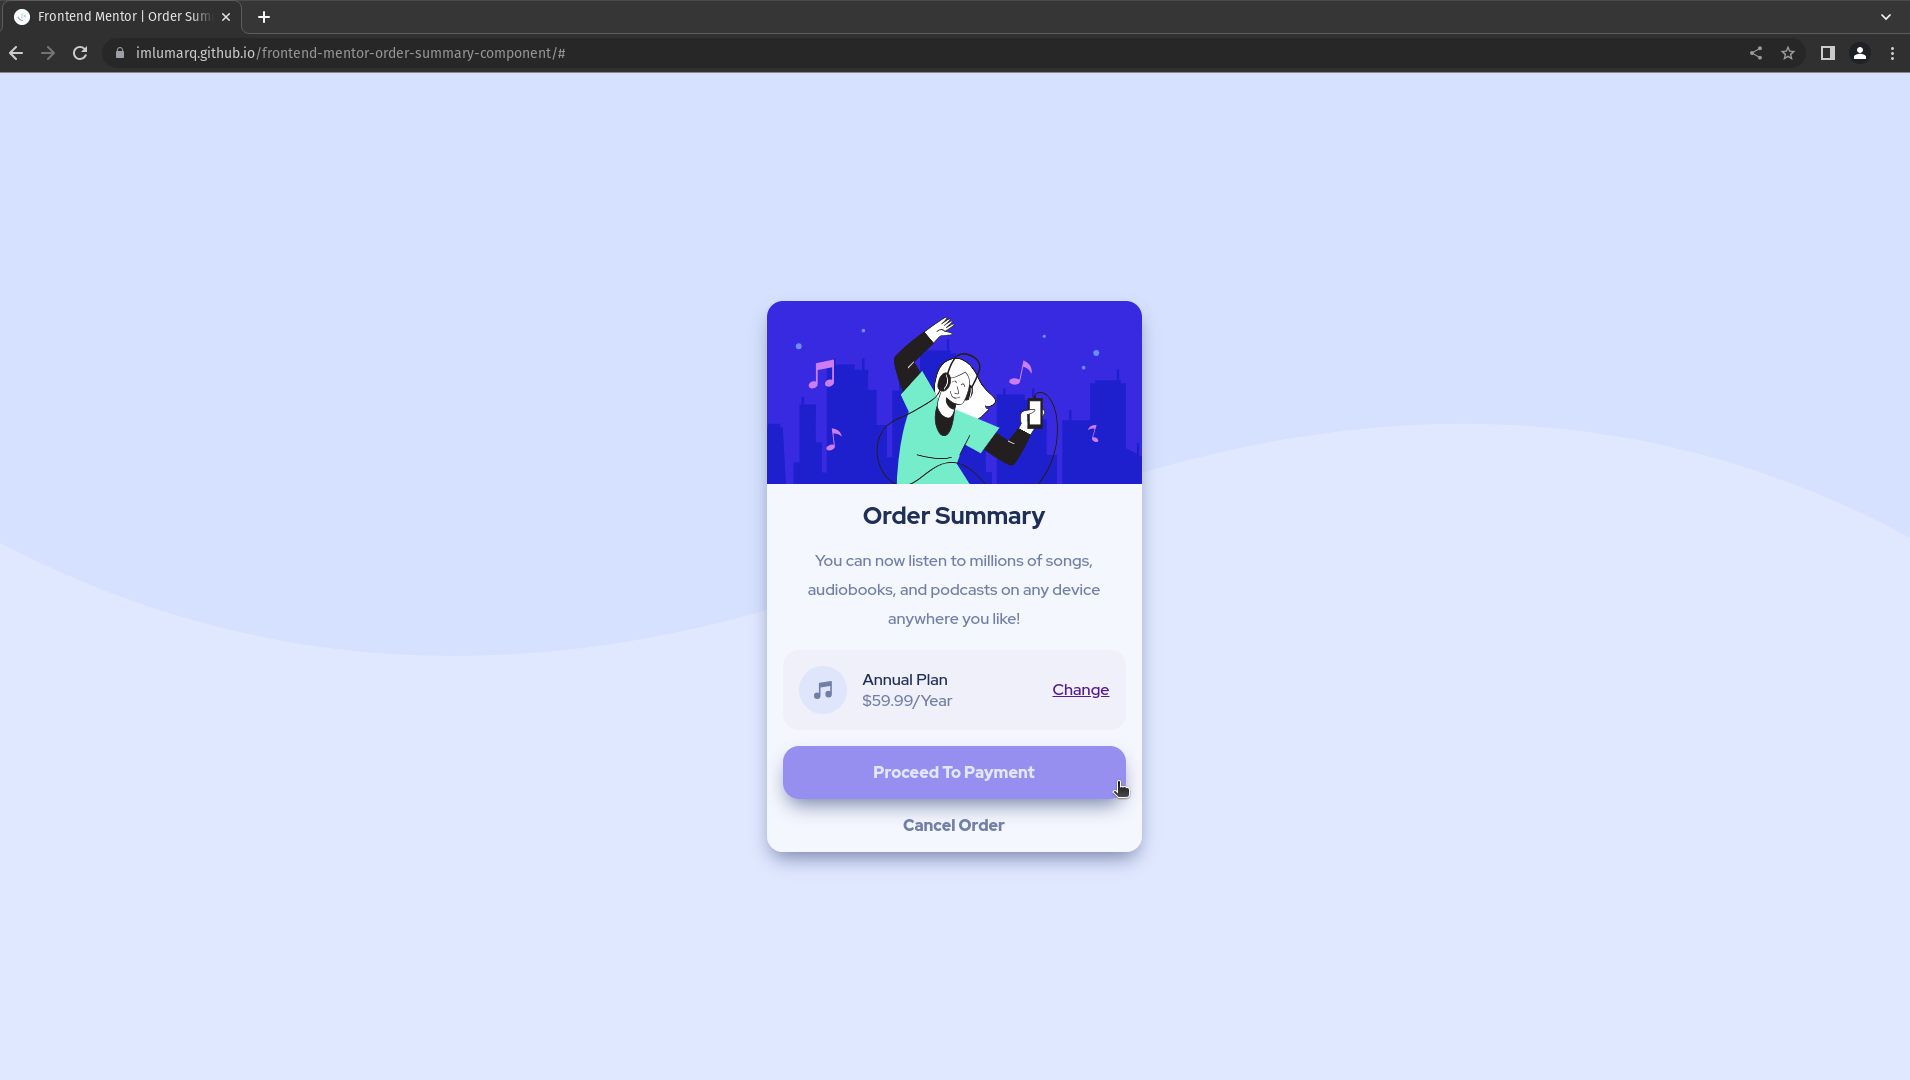 Frontend Mentor | Order Sum
imlumarq.github.io/frontend-mentor-order-summary-component/#
Order Summary
You can now listen to millions of songs,
audiobooks, and podcasts on any device
anywhere you like!
Annual Plan
$59.99/Year
Change
Proceed To Payment
Cancel Order